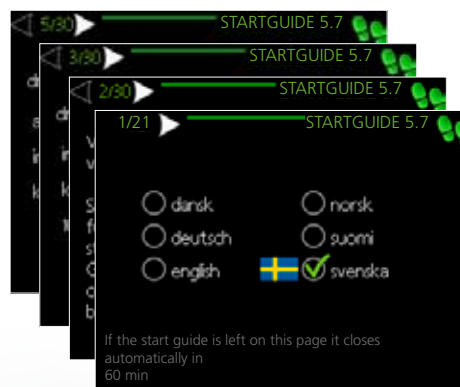 5/30 STARTGUIDE 5.7
3/30 STARTGUIDE 5.7
2/30 STARTGUIDE 5.7
1/21 STARTGUIDE 5.7
dansk norsk
deutsch suomi
english svenska
If the start guide is left on this page it closes
automatically in
60 min